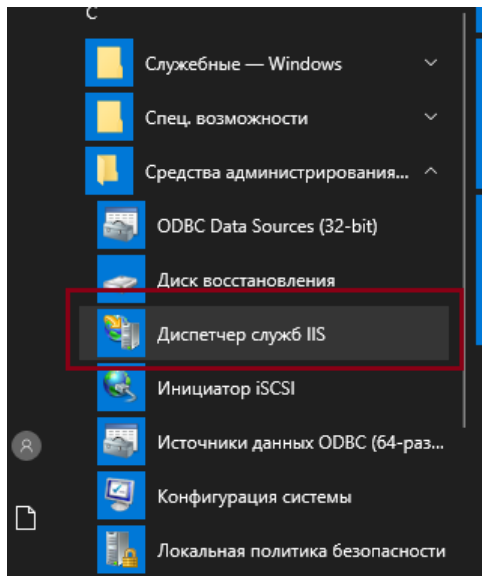 С
Служебные — Windows
Спец. возможности
Средства администрирования...
ODBC Data Sources (32-bit)
Диск восстановления
Диспетчер служб IIS
Инициатор iSCSI
Источники данных ODBC (64-раз...
Конфигурация системы
Локальная политика безопасности